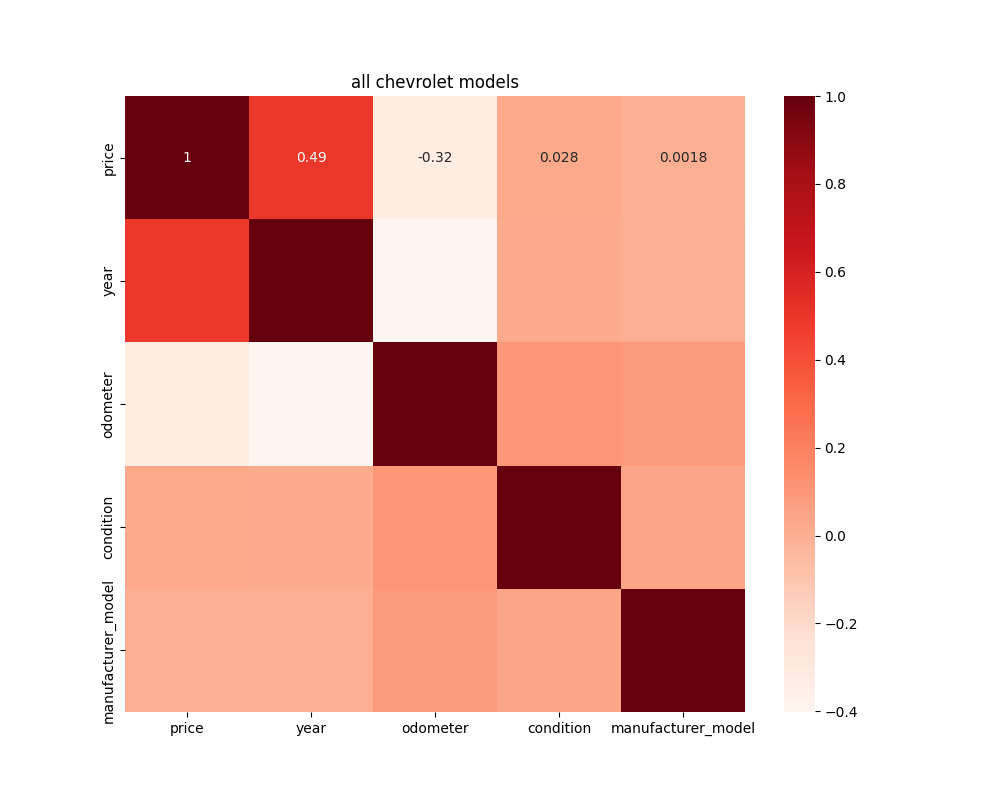 all chevrolet models
price
1
0.49
-0.32
0.028
0.0018
year
odometer
condition
manufacturer_model
price
year
odometer
condition
manufacturer_model
1.0
0.8
0.6
0.4
0.2
0.0
−0.2
−0.4